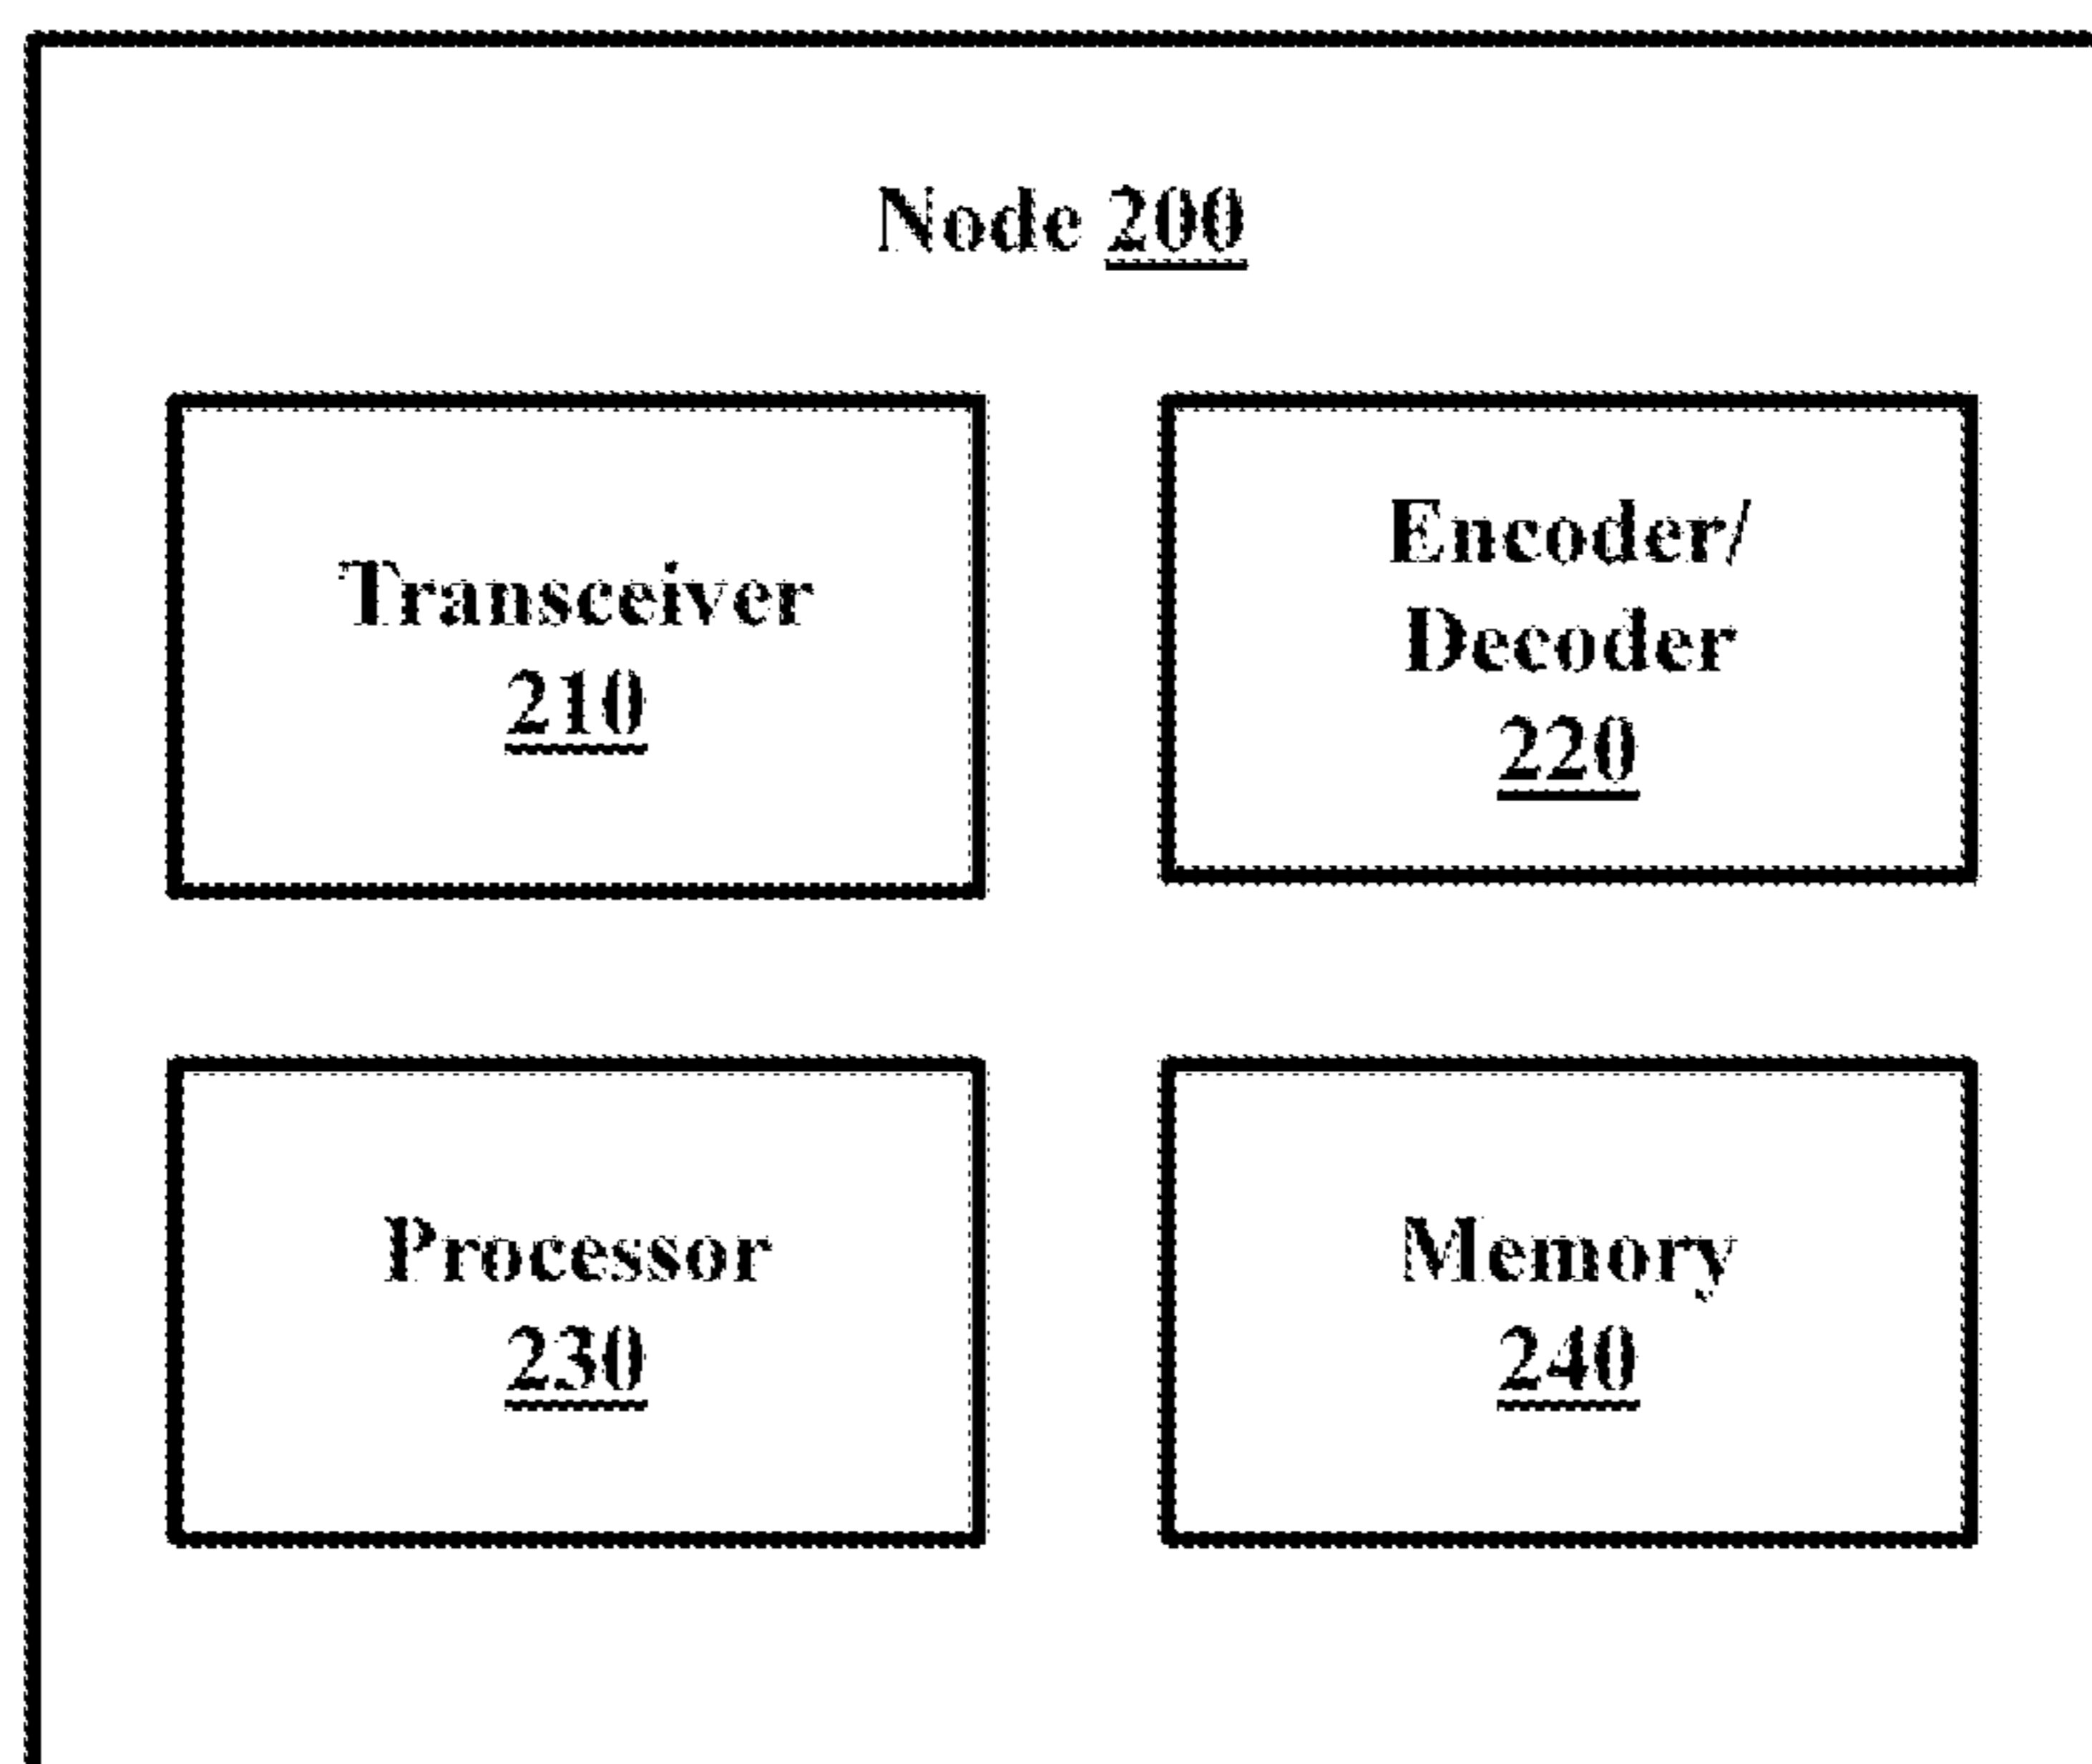 Node 200
Transceiver
210
Encoder/
Decoder
220
Processor
230
Memory
240